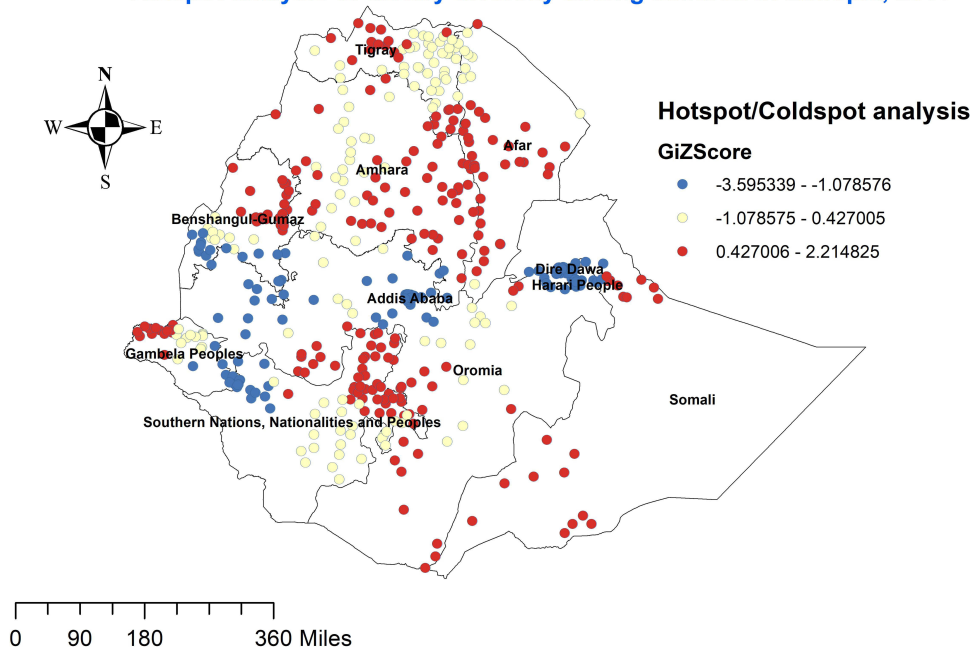 N
W E
S
Hotspot/Coldspot analysis
GiZScore
-3.595339 - -1.078576
-1.078575 - 0.427005
0.427006 - 2.214825
Tigray
Afar
Amhara
Benshangul-Gumaz
Dire Dawa
Harari People
Addis Ababa
Gambela Peoples
Oromia
Somali
Southern Nations, Nationalities and Peoples
0 90 180 360 Miles